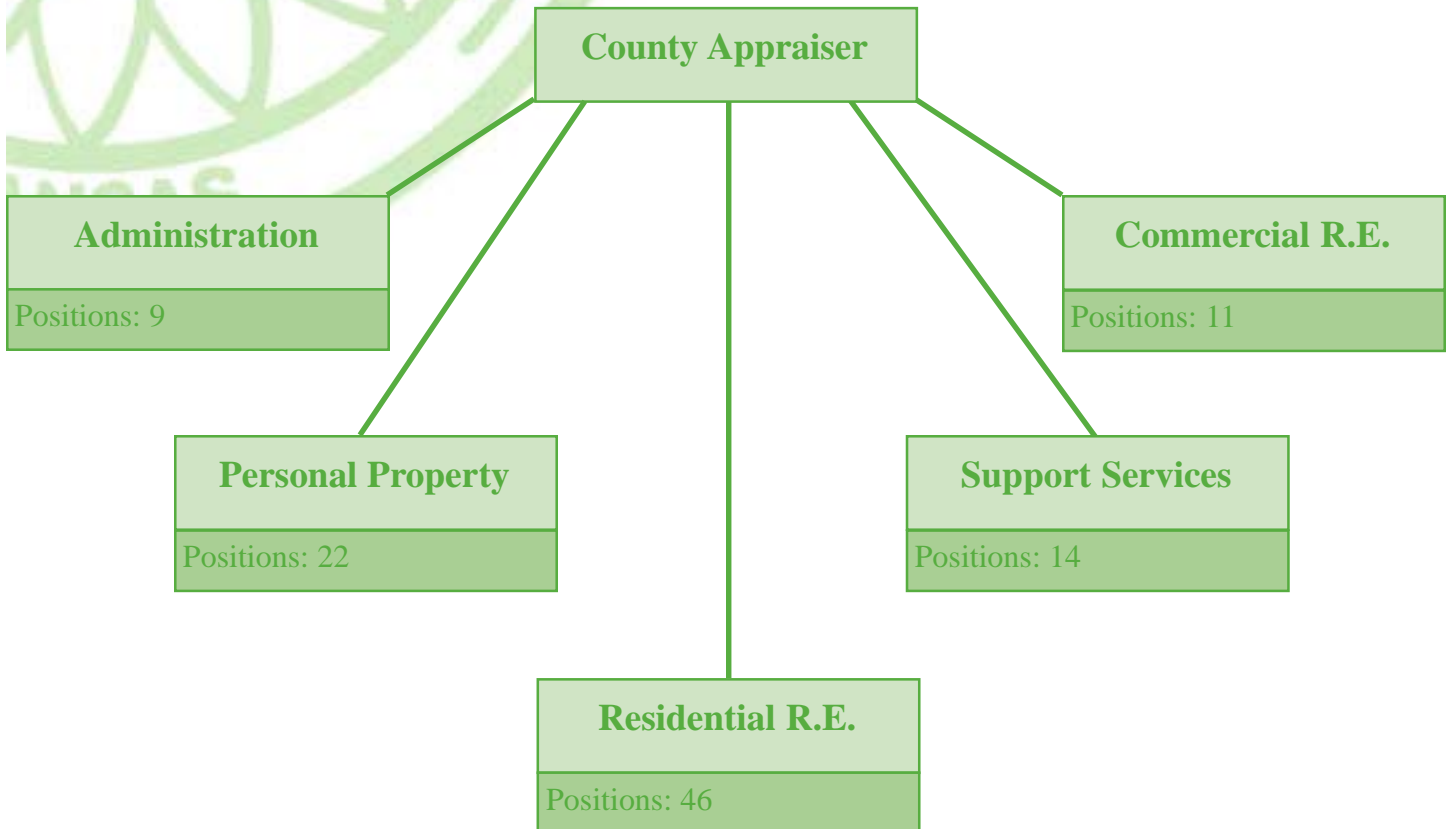 County Appraiser
Administration
Positions: 9
Commercial R.E.
Positions: 11
Personal Property
Positions: 22
Support Services
Positions: 14
Residential R.E.
Positions: 46